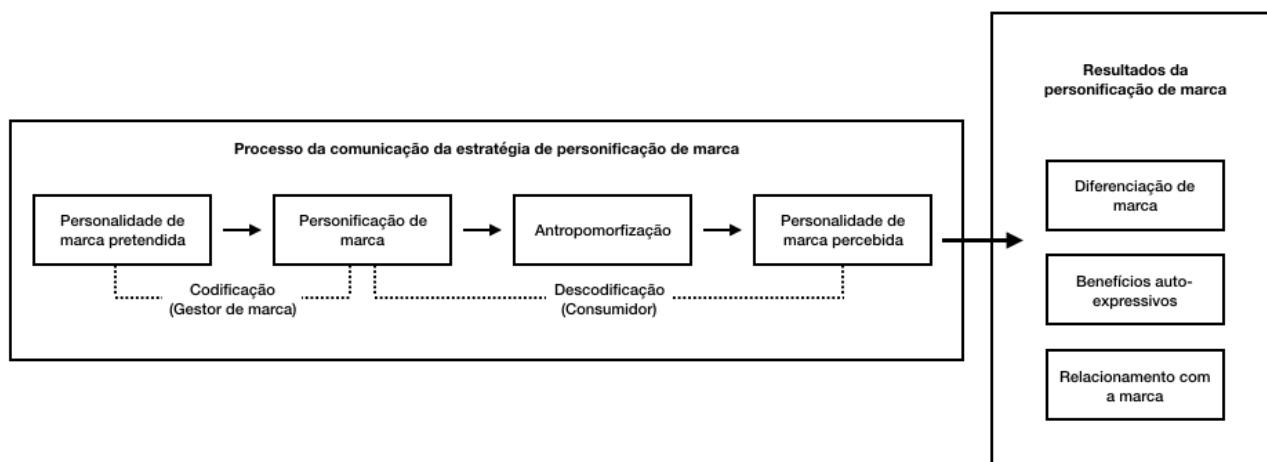 Resultados da
personificação de marca
Processo da comunicação da estratégia de personificação de marca
Personalidade de
marca pretendida
Personificação de
marca
Antropomorfização
Personalidade de
marca percebida
Codificação
(Gestor de marca)
Descodificação
(Consumidor)
Diferenciação de
marca
Benefícios auto-
expressivos
Relacionamento com
a marca